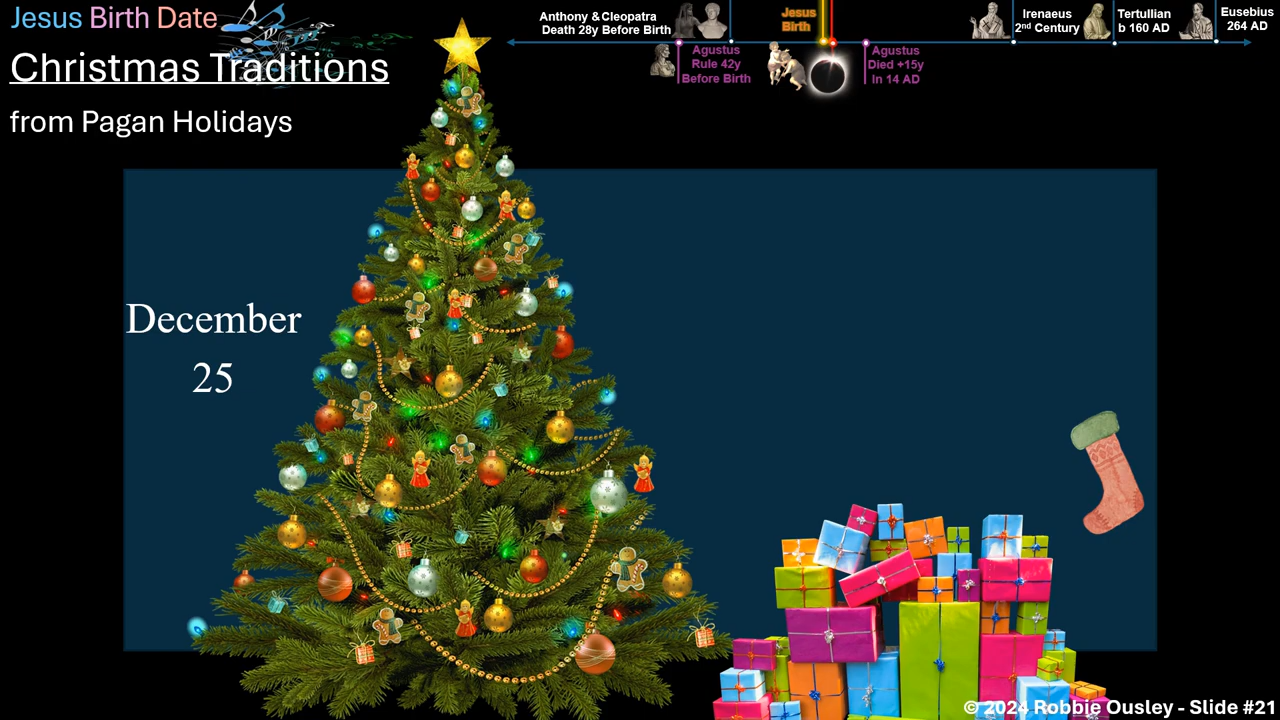 Jesus Birth Date
Christmas Traditions
from Pagan Holidays
Anthony & Cleopatra
Death 28y Before Birth
Jesus
Birth
Irenaeus
2nd Century
Tertullian
b 160 AD
Eusebius
264 AD
Agustus
Rule 42y
Before Birth
Agustus
Died +15y
In 14 AD
December
25
© 2024 Robbie Ousley - Slide #21